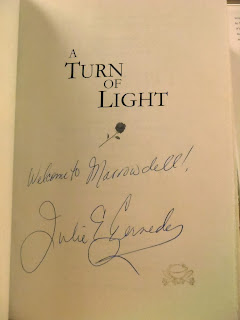 A
TURN
OF
LIGHT
Welcome to Marrowdell!
Julie E Czerneda